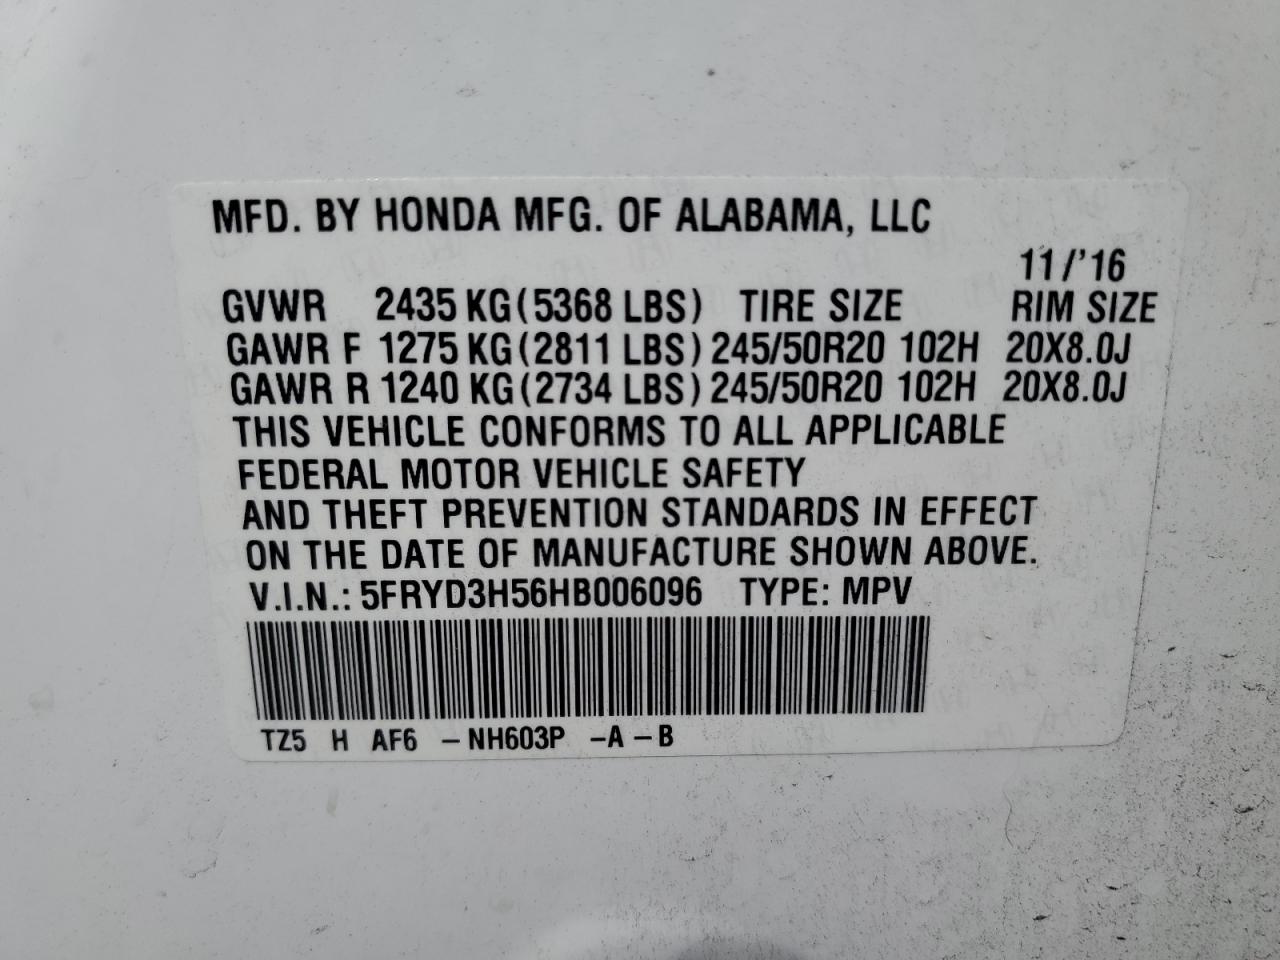 MFD. BY HONDA MFG. OF ALABAMA, LLC
11/'16
GVWR 2435 KG(5368 LBS) TIRE SIZE RIM SIZE
GAWR F 1275 KG(2811 LBS) 245/50R20 102H 20X8.0J
GAWR R 1240 KG(2734 LBS) 245/50R20 102H 20X8.0J
THIS VEHICLE CONFORMS TO ALL APPLICABLE
FEDERAL MOTOR VEHICLE SAFETY
AND THEFT PREVENTION STANDARDS IN EFFECT
ON THE DATE OF MANUFACTURE SHOWN ABOVE.
V.I.N.: 5FRYD3H56HB006096 TYPE: MPV
TZ5 H AF6 -NH603P -A -B